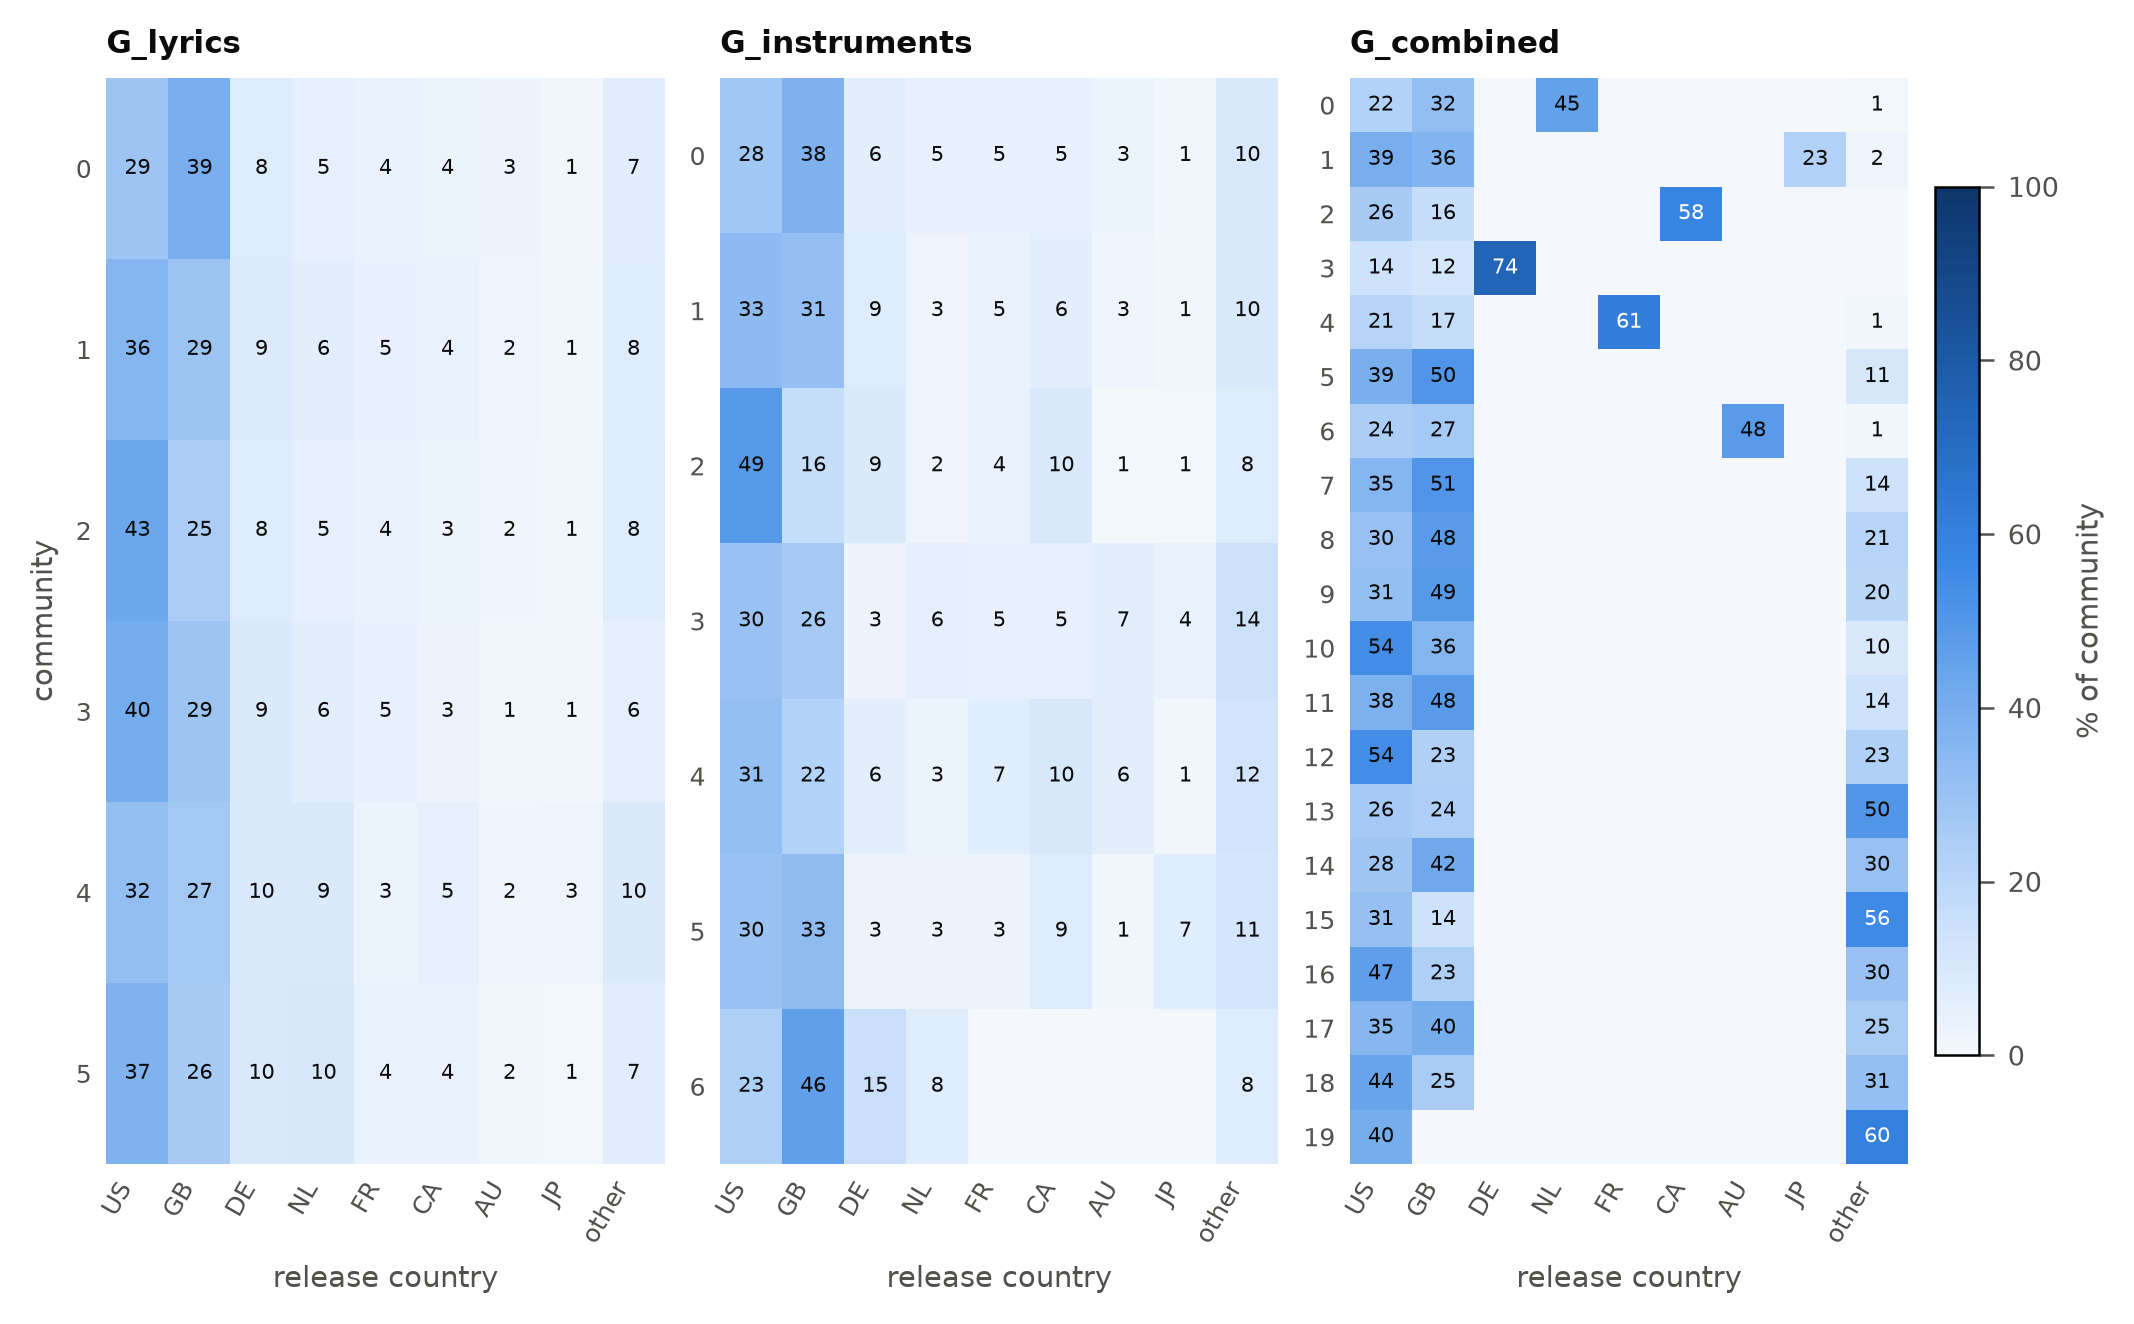 G_lyrics
G_instruments
G_combined
community
0 29 39 8 5 4 4 3 1 7
1 36 29 9 6 5 4 2 1 8
2 43 25 8 5 4 3 2 1 8
3 40 29 9 6 5 3 1 1 6
4 32 27 10 9 3 5 2 3 10
5 37 26 10 10 4 4 2 1 7
US GB DE NL FR CA AU JP other
release country
0 28 38 6 5 5 5 3 1 10
1 33 31 9 3 5 6 3 1 10
2 49 16 9 2 4 10 1 1 8
3 30 26 3 6 5 5 7 4 14
4 31 22 6 3 7 10 6 1 12
5 30 33 3 3 3 9 1 7 11
6 23 46 15 8 8
US GB DE NL FR CA AU JP other
release country
0 22 32 45 1
1 39 36 23 2
2 26 16 58
3 14 12 74
4 21 17 61 1
5 39 50 11
6 24 27 48 1
7 35 51 14
8 30 48 21
9 31 49 20
10 54 36 10
11 38 48 14
12 54 23 23
13 26 24 50
14 28 42 30
15 31 14 56
16 47 23 30
17 35 40 25
18 44 25 31
19 40 60
US GB DE NL FR CA AU JP other
release country
100
80
60
40
20
0
% of community